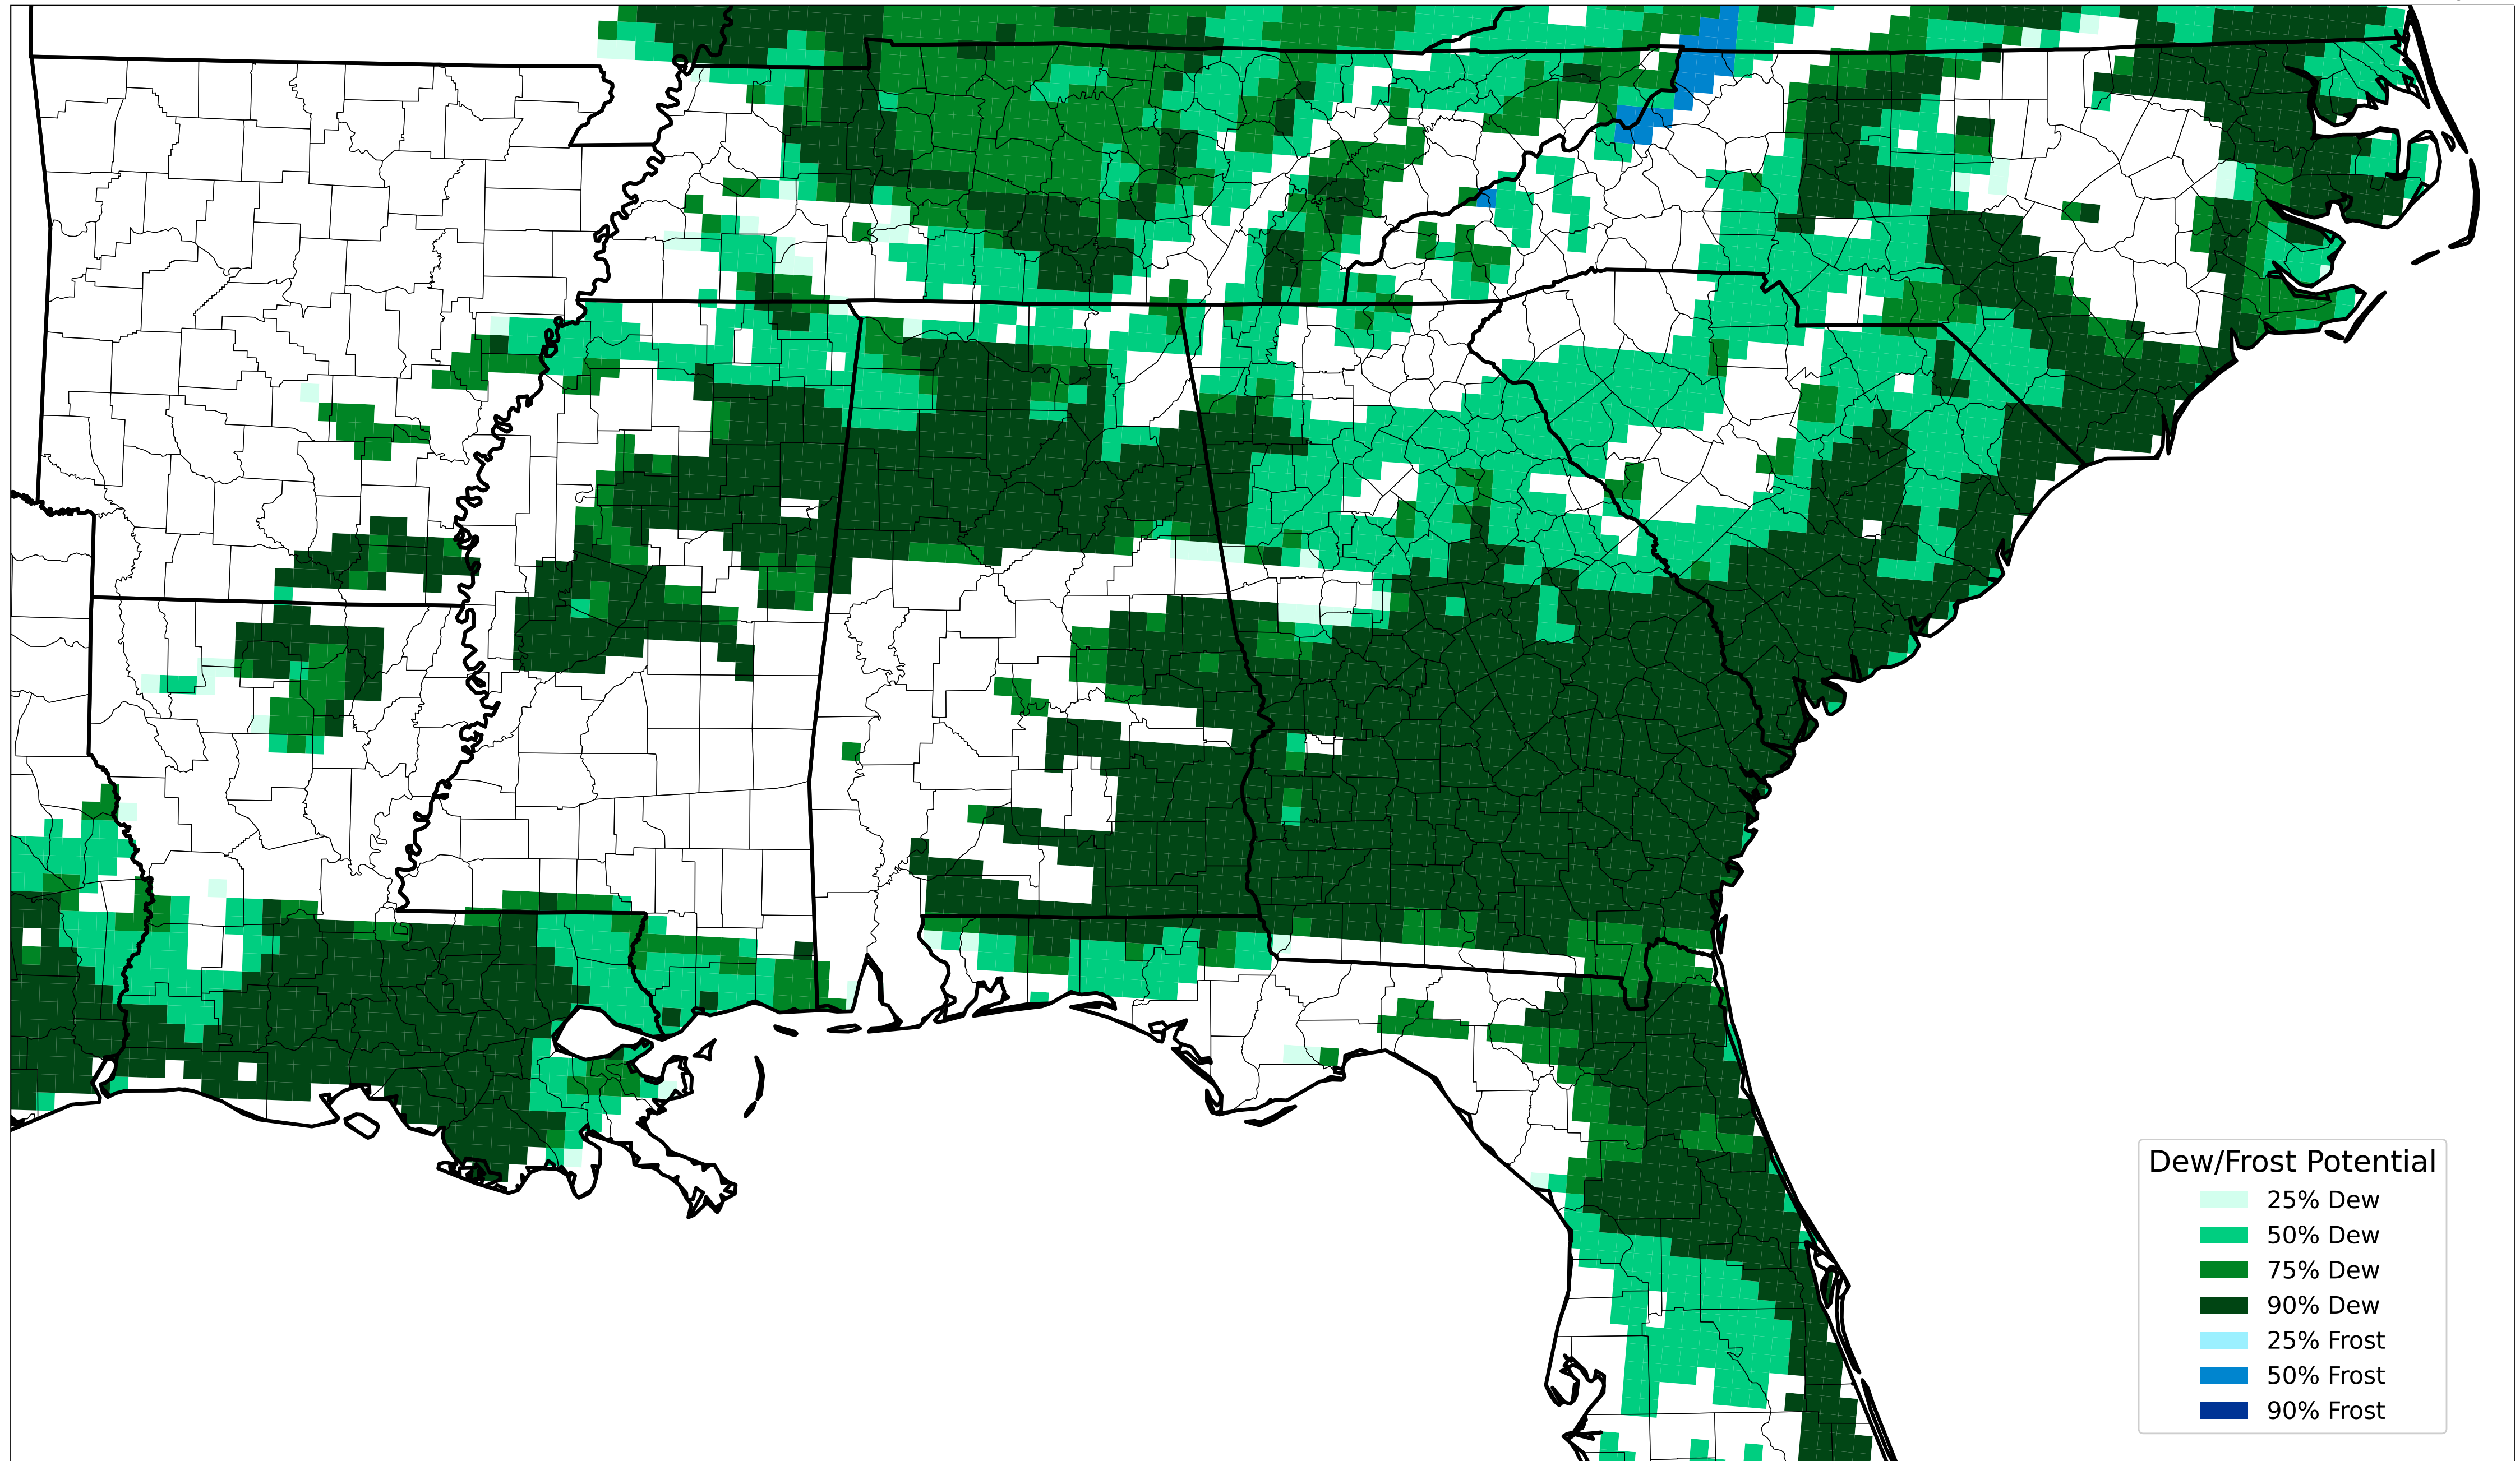 Dew/Frost Potential
25% Dew
50% Dew
75% Dew
90% Dew
25% Frost
50% Frost
90% Frost